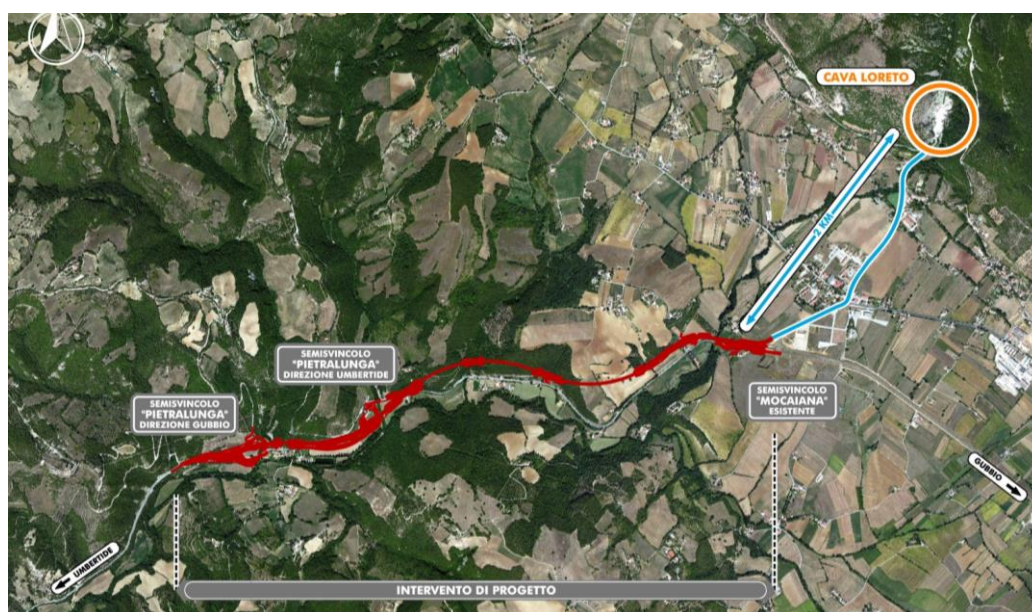 CAVA LORETO
2 KM
SEMISVINCOLO
"PIETRALUNGA"
DIREZIONE UMBERTIDE
SEMISVINCOLO
"PIETRALUNGA"
DIREZIONE GUBBIO
SEMISVINCOLO
"MOCAIANA"
ESISTENTE
GUBBIO
UMBERTIDE
INTERVENTO DI PROGETTO